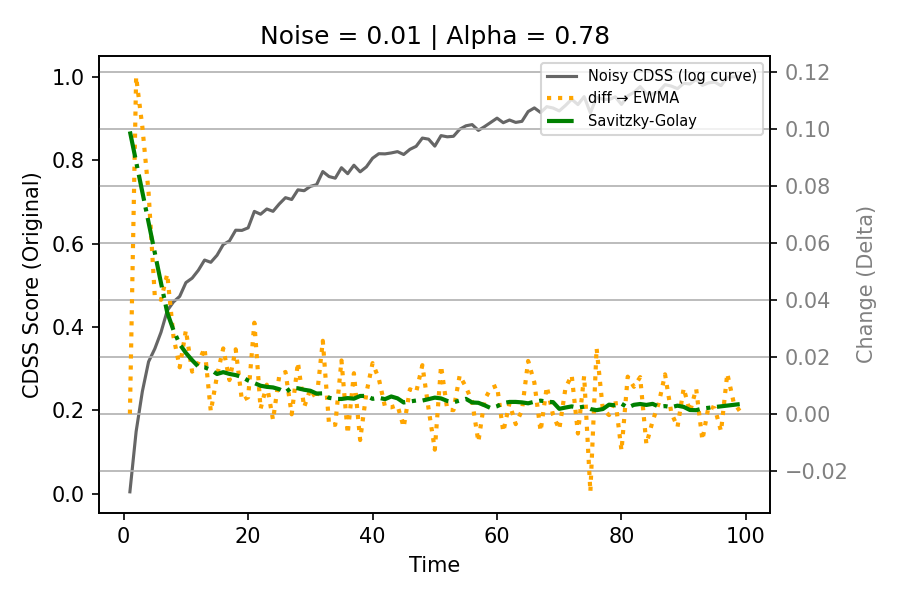 Noise = 0.01 | Alpha = 0.78
Noisy CDSS (log curve)
diff → EWMA
Savitzky-Golay
CDSS Score (Original)
1.0
0.8
0.6
0.4
0.2
0.0
0.12
0.10
0.08
0.06
0.04
0.02
0.00
−0.02
Change (Delta)
0 20 40 60 80 100
Time